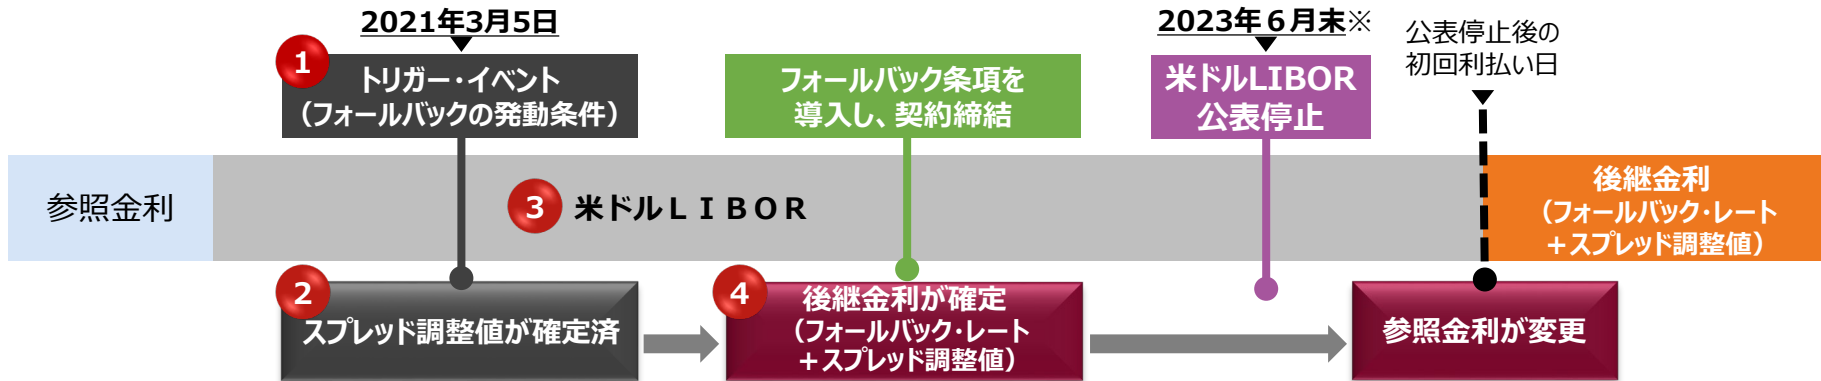 2021年3月5日
1
トリガー・イベント
（フォールバックの発動条件）
フォールバック条項を
導入し、契約締結
2023年６月末※
米ドルLIBOR
公表停止
公表停止後の
初回利払い日
参照金利
3
米ドルＬＩＢＯＲ
後継金利
（フォールバック・レート
＋スプレッド調整値）
2
スプレッド調整値が確定済
4
後継金利が確定
（フォールバック・レート
＋スプレッド調整値）
参照金利が変更